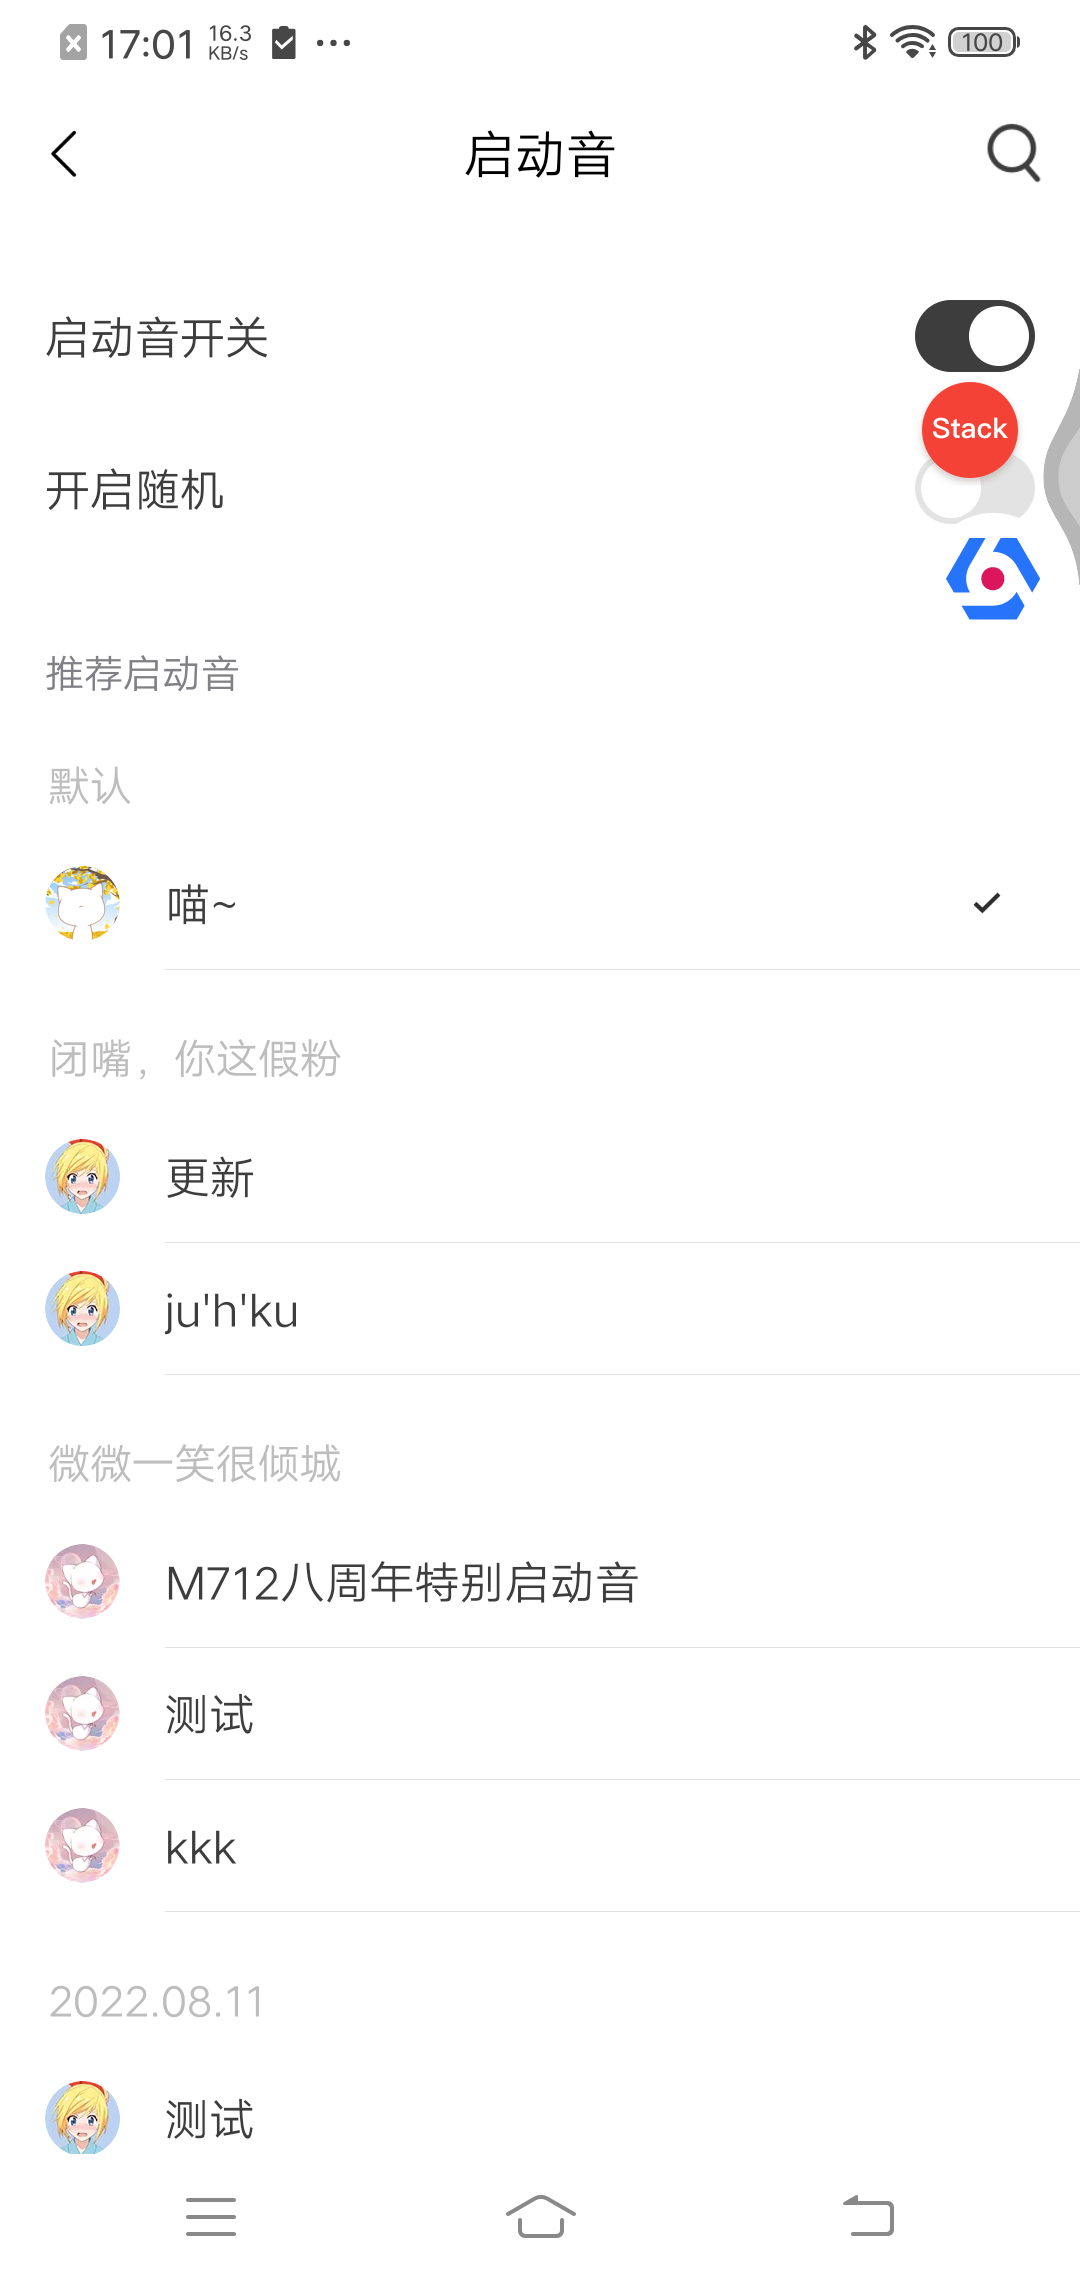 17:01 16.3 KB/s 100
启动音
启动音开关
Stack
开启随机
推荐启动音
默认
喵~
闭嘴，你这假粉
更新
ju'h'ku
微微一笑很倾城
M712八周年特别启动音
测试
kkk
2022.08.11
测试